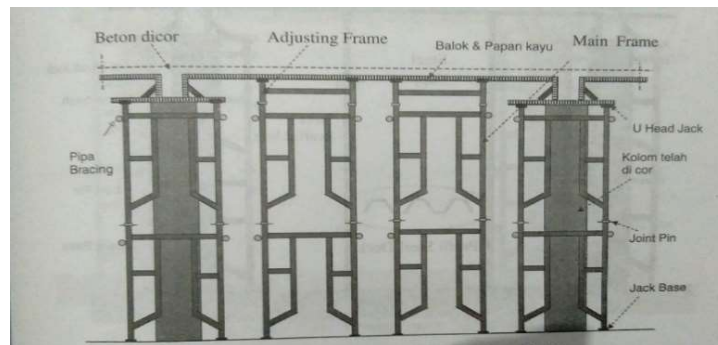 Beton dicor
Adjusting Frame
Balok & Papan kayu
Main Frame
U Head Jack
Pipa
Bracing
Kolom telah
di cor
Joint Pin
Jack Base